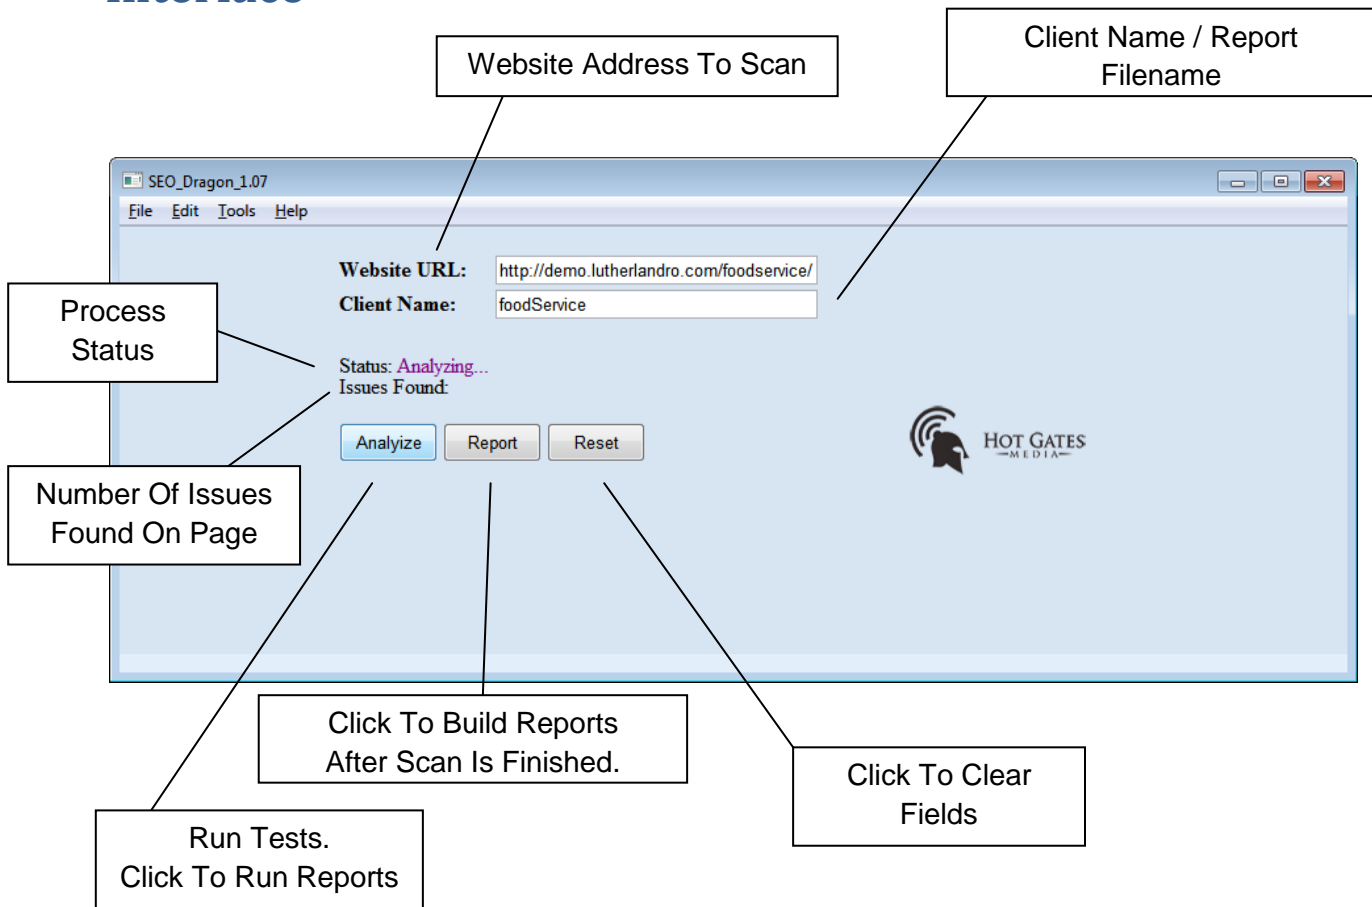 Interface
Website Address To Scan
Client Name / Report
Filename
SEO_Dragon_1.07
File Edit Tools Help
Website URL: http://demo.lutherlandro.com/foodservice/
Client Name: foodService
Process
Status
Status: Analyzing...
Issues Found:
Analyize Report Reset
HOT GATES
MEDIA
Number Of Issues
Found On Page
Click To Build Reports
After Scan Is Finished.
Click To Clear
Fields
Run Tests.
Click To Run Reports